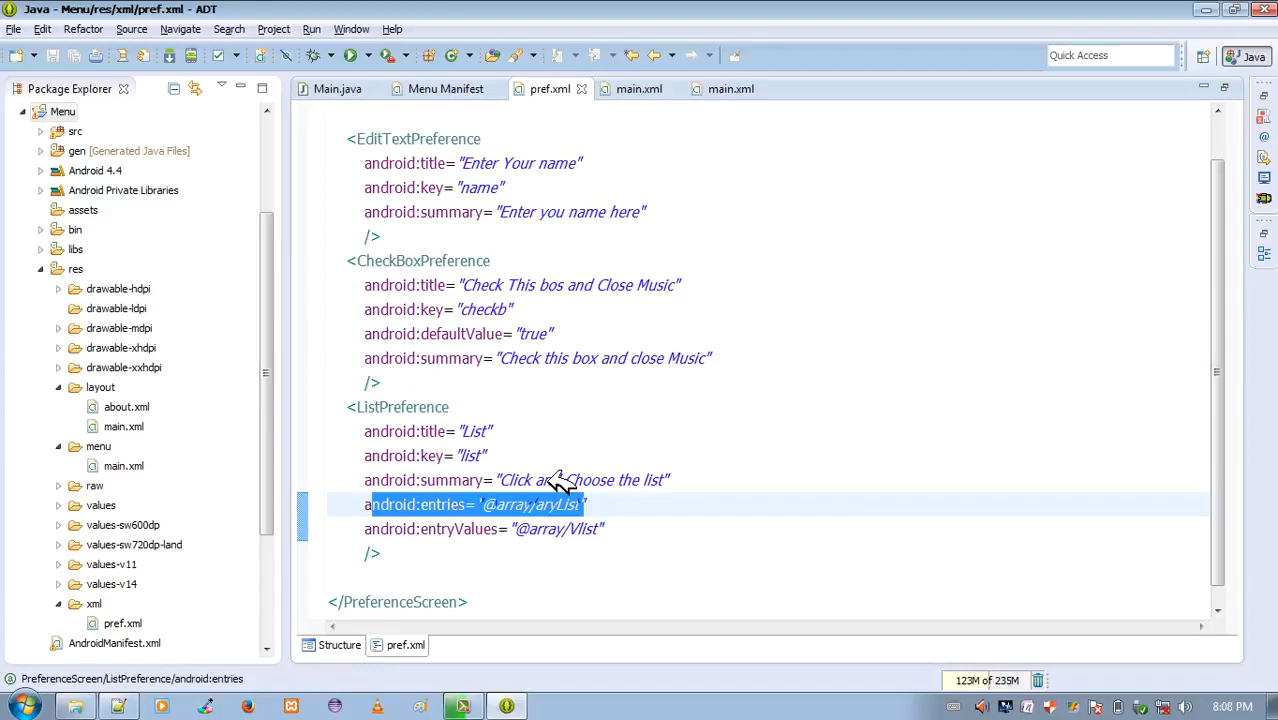 Java - Menu/res/xml/pref.xml - ADT
File Edit Refactor Source Navigate Search Project Run Window Help
Quick Access
Java
Package Explorer
Main.java
Menu Manifest
pref.xml
main.xml
main.xml
Menu
src
gen [Generated Java Files]
Android 4.4
Android Private Libraries
assets
bin
libs
res
drawable-hdpi
drawable-ldpi
drawable-mdpi
drawable-xhdpi
drawable-xxhdpi
layout
about.xml
main.xml
menu
main.xml
raw
values
values-sw600dp
values-sw720dp-land
values-v11
values-v14
xml
pref.xml
AndroidManifest.xml
<EditTextPreference
android:title="Enter Your name"
android:key="name"
android:summary="Enter you name here"
/>
<CheckBoxPreference
android:title="Check This bos and Close Music"
android:key="checkb"
android:defaultValue="true"
android:summary="Check this box and close Music"
/>
<ListPreference
android:title="List"
android:key="list"
android:summary="Click and Choose the list"
android:entries="@array/aryList"
android:entryValues="@array/Vlist"
/>
</PreferenceScreen>
Structure
pref.xml
PreferenceScreen/ListPreference/android:entries
123M of 235M
8:08 PM